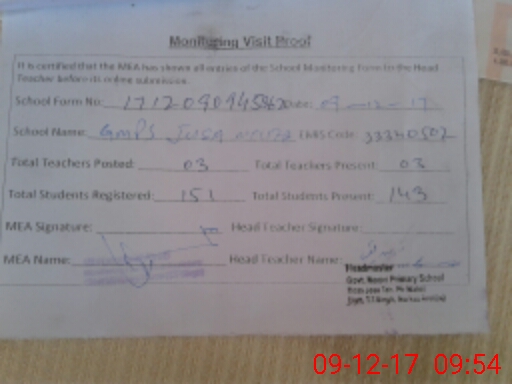 Monitoring Visit Proof
It is certified that the MEA has shown all entries of the School Monitoring Form to the Head
Teacher before its online submission.
School Form No: Date: 09-12-17
School Name: GMPS EMIS Code: 33340502
Total Teachers Posted: 03 Total Teachers Present: 03
Total Students Registered: 151 Total Students Present: 143
MEA Signature: Head Teacher Signature:
MEA Name: Head Teacher Name:
Headmaster
Govt. Primary School
09-12-17 09:54